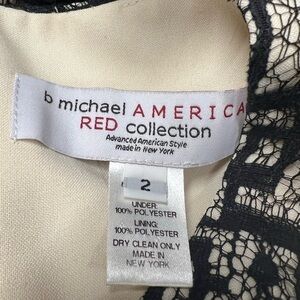 b michael AMERICA
RED collection
Advanced American Style
made in New York
2
UNDER:
100% POLYESTER
LINING:
100% POLYESTER
DRY CLEAN ONLY
MADE IN
NEW YORK